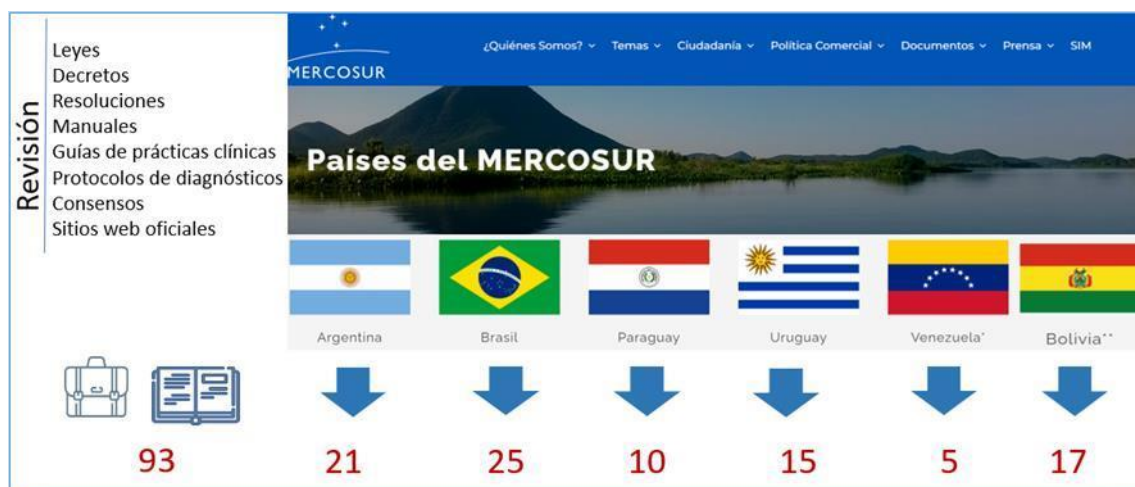 Revisión
Leyes
Decretos
Resoluciones
Manuales
Guías de prácticas clínicas
Protocolos de diagnósticos
Consensos
Sitios web oficiales
MERCOSUR
¿Quiénes Somos? Temas Ciudadanía Política Comercial Documentos Prensa SIM
Países del MERCOSUR
Argentina Brasil Paraguay Uruguay Venezuela* Bolivia**
93 21 25 10 15 5 17